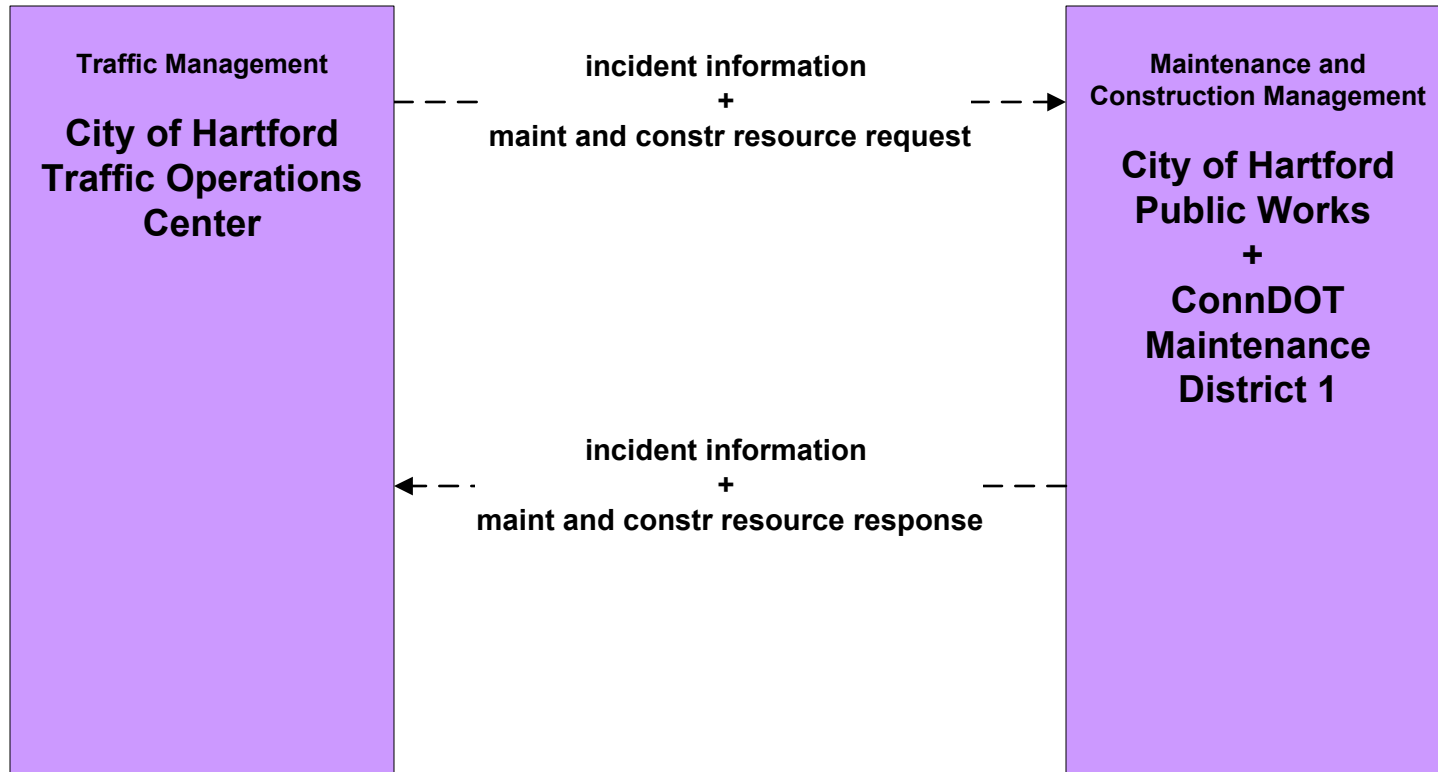 Traffic Management
City of Hartford
Traffic Operations
Center
incident information
+
maint and constr resource request
Maintenance and
Construction Management
City of Hartford
Public Works
+
ConnDOT
Maintenance
District 1
incident information
+
maint and constr resource response